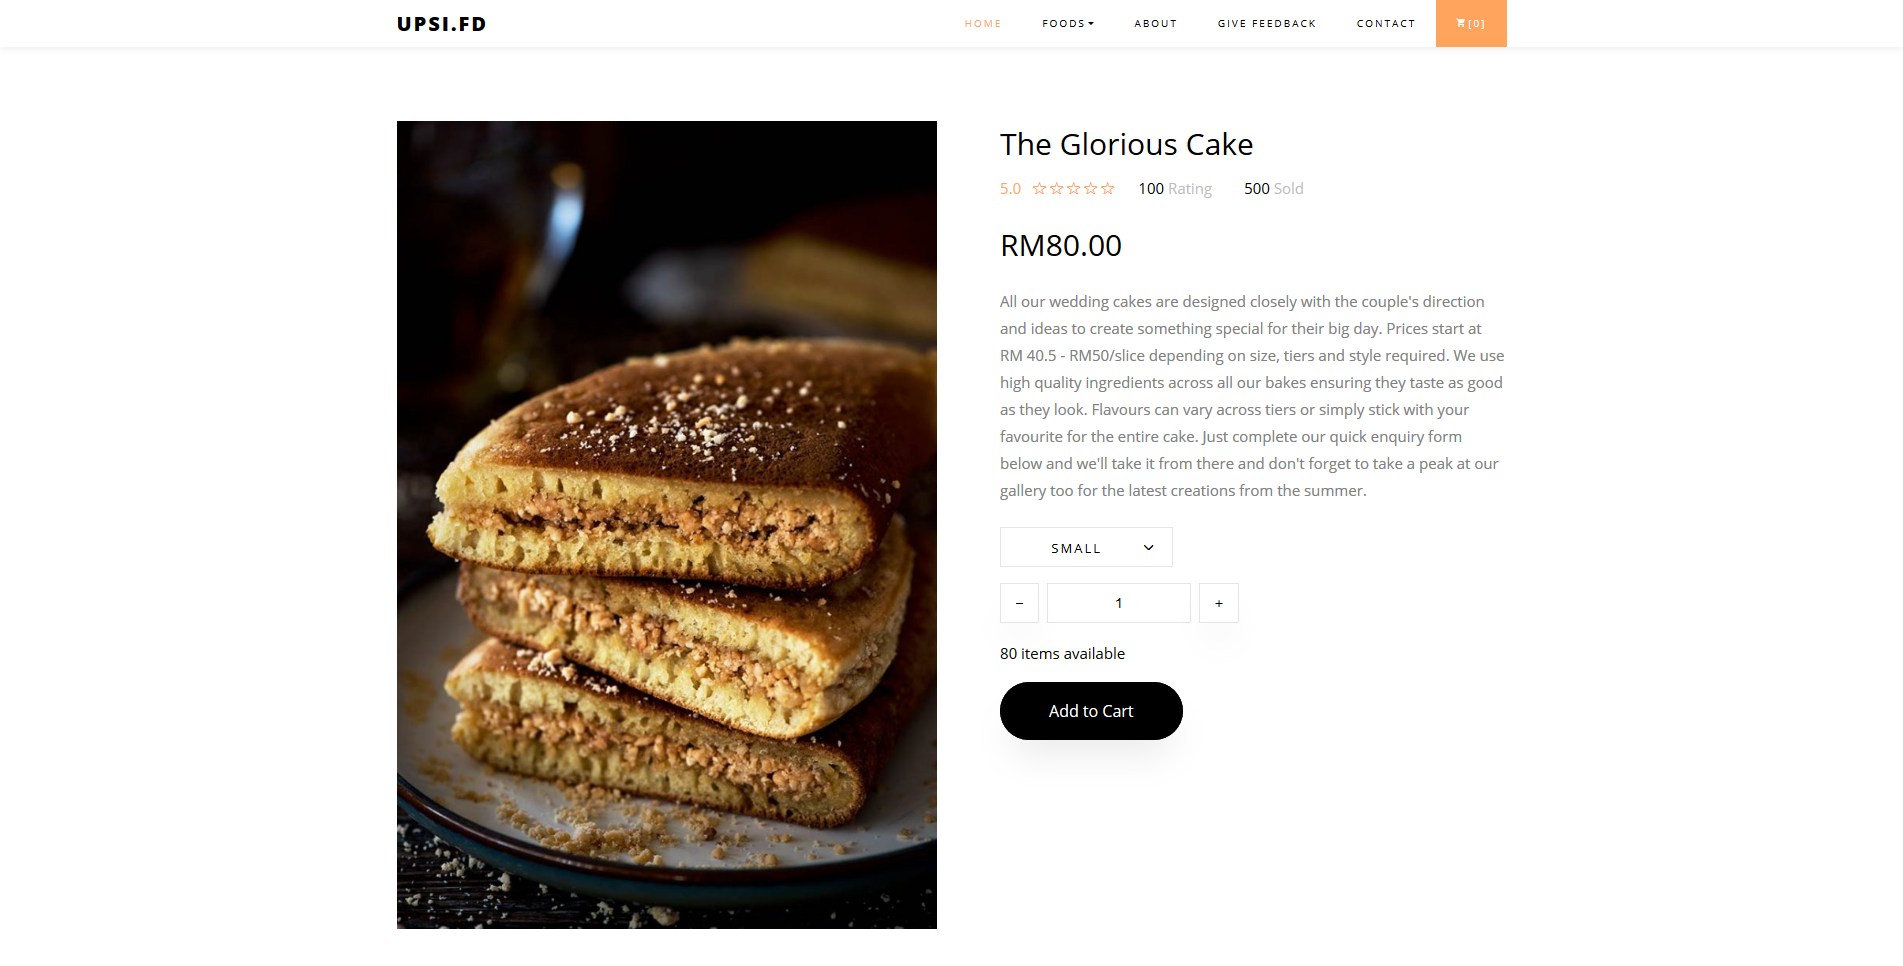 UPSI.FD
HOME FOODS ABOUT GIVE FEEDBACK CONTACT [0]
The Glorious Cake
5.0 ☆☆☆☆☆ 100 Rating 500 Sold
RM80.00
All our wedding cakes are designed closely with the couple's direction
and ideas to create something special for their big day. Prices start at
RM 40.5 - RM50/slice depending on size, tiers and style required. We use
high quality ingredients across all our bakes ensuring they taste as good
as they look. Flavours can vary across tiers or simply stick with your
favourite for the entire cake. Just complete our quick enquiry form
below and we'll take it from there and don't forget to take a peak at our
gallery too for the latest creations from the summer.
SMALL
− 1 +
80 items available
Add to Cart